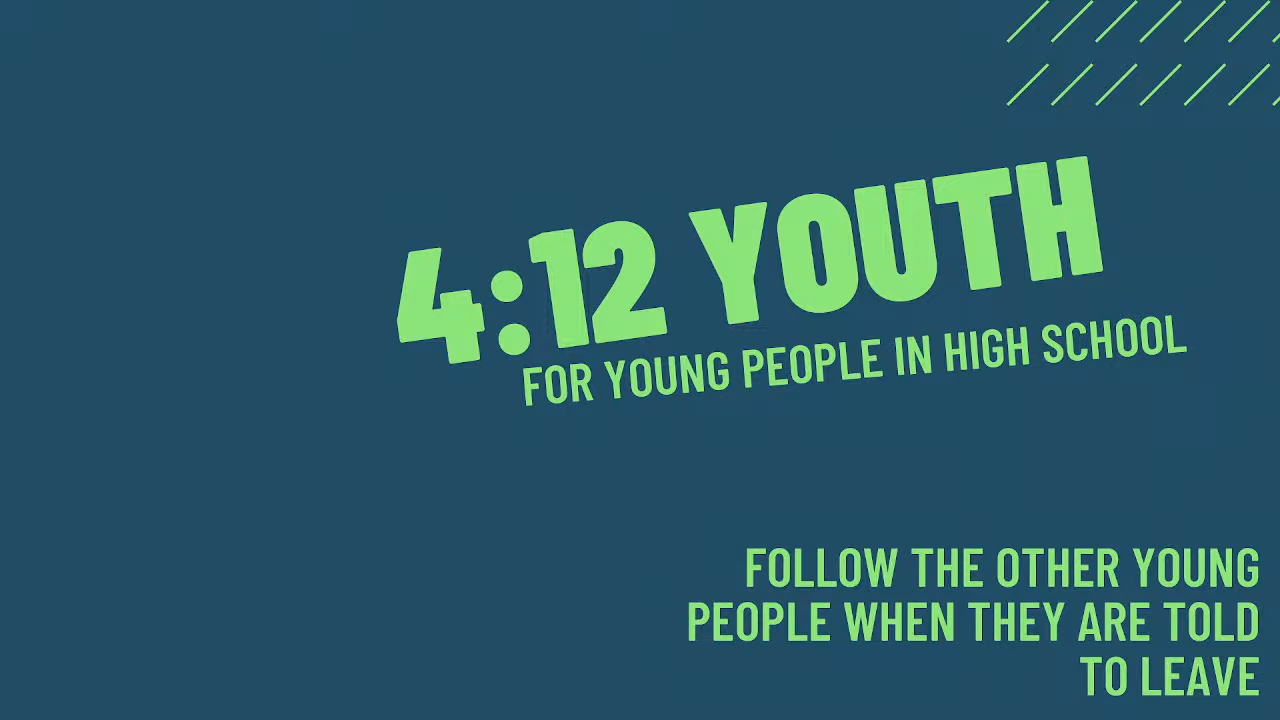 4:12 YOUTH
FOR YOUNG PEOPLE IN HIGH SCHOOL
FOLLOW THE OTHER YOUNG
PEOPLE WHEN THEY ARE TOLD
TO LEAVE